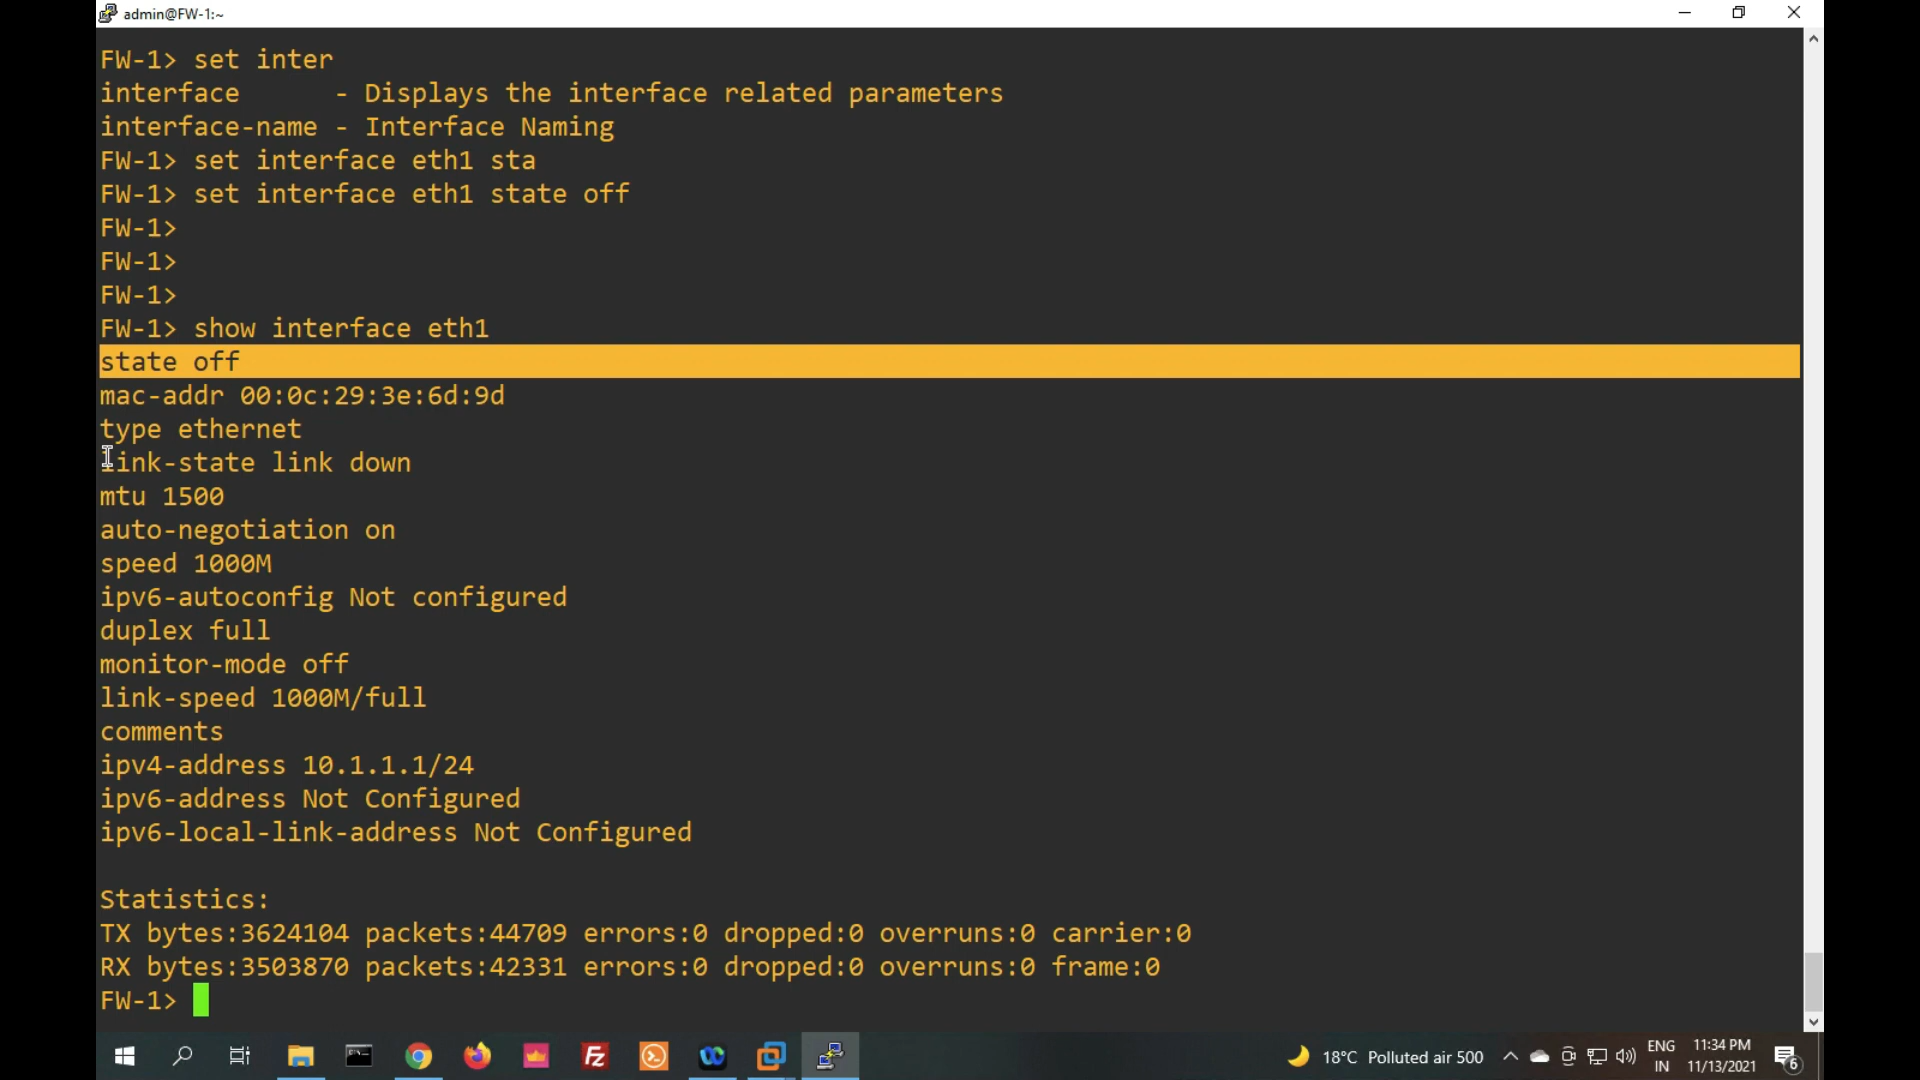 admin@FW-1:~
FW-1> set inter
interface      - Displays the interface related parameters
interface-name - Interface Naming
FW-1> set interface eth1 sta
FW-1> set interface eth1 state off
FW-1>
FW-1>
FW-1>
FW-1> show interface eth1
state off
mac-addr 00:0c:29:3e:6d:9d
type ethernet
link-state link down
mtu 1500
auto-negotiation on
speed 1000M
ipv6-autoconfig Not configured
duplex full
monitor-mode off
link-speed 1000M/full
comments
ipv4-address 10.1.1.1/24
ipv6-address Not Configured
ipv6-local-link-address Not Configured
Statistics:
TX bytes:3624104 packets:44709 errors:0 dropped:0 overruns:0 carrier:0
RX bytes:3503870 packets:42331 errors:0 dropped:0 overruns:0 frame:0
FW-1>
18°C Polluted air 500
ENG
IN
11:34 PM
11/13/2021
6